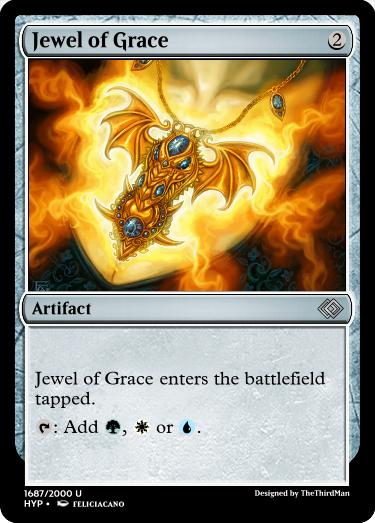 Jewel of Grace 2
Artifact
Jewel of Grace enters the battlefield
tapped.
: Add , or .
1687/2000 U
HYP • FELICIACANO
Designed by TheThirdMan